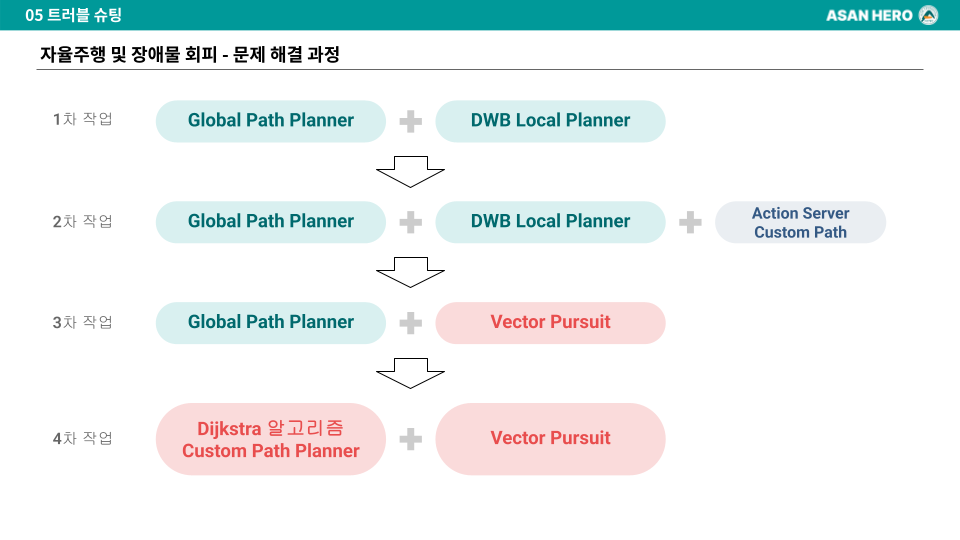 05 트러블 슈팅
ASAN HERO
자율주행 및 장애물 회피 - 문제 해결 과정
1차 작업
Global Path Planner
DWB Local Planner
2차 작업
Global Path Planner
DWB Local Planner
Action Server
Custom Path
3차 작업
Global Path Planner
Vector Pursuit
4차 작업
Dijkstra 알고리즘
Custom Path Planner
Vector Pursuit